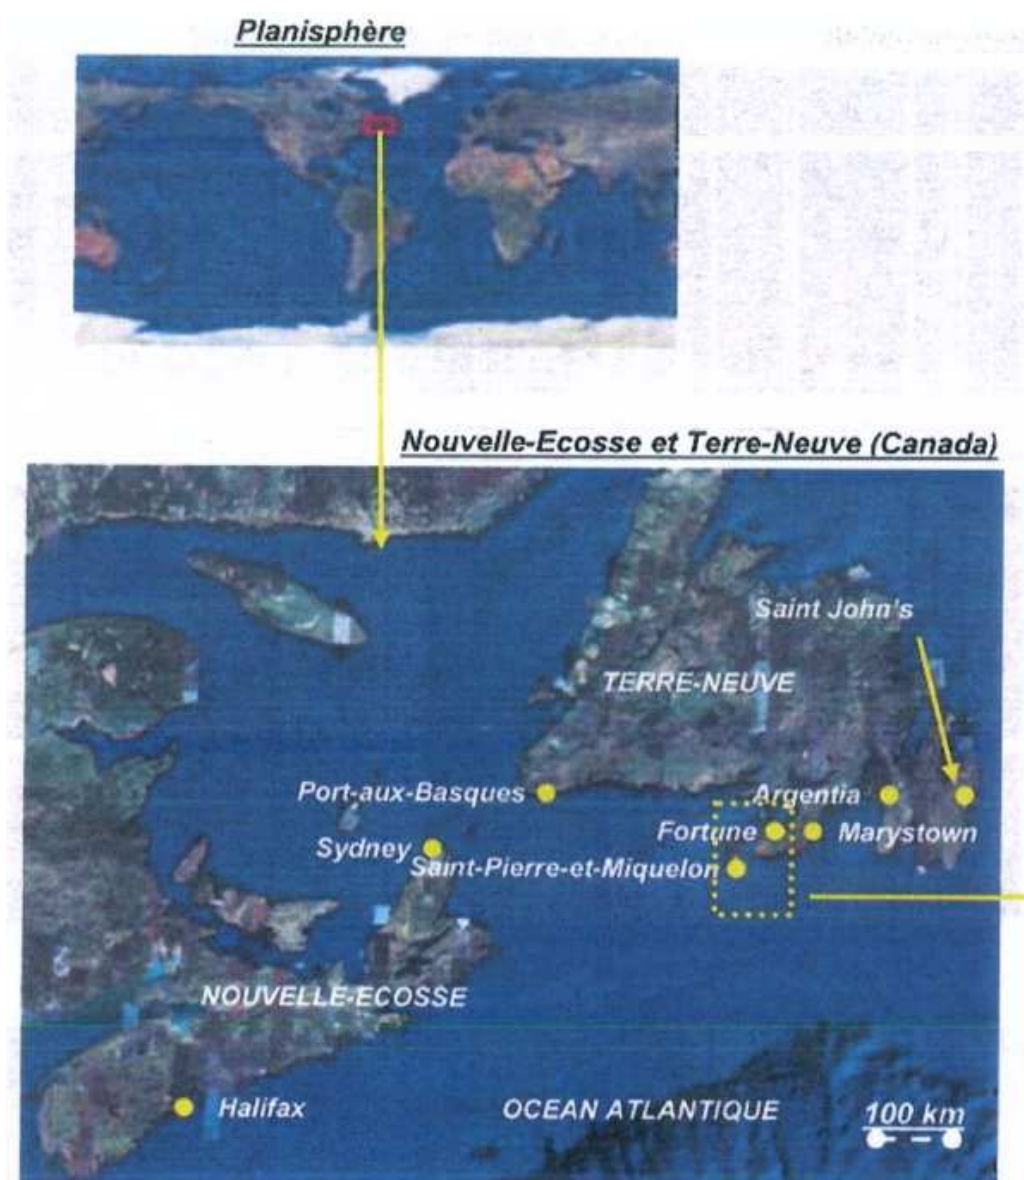 Planisphère
Nouvelle-Ecosse et Terre-Neuve (Canada)
Saint John's
TERRE-NEUVE
Port-aux-Basques
Argentia
Fortune
Marystown
Sydney
Saint-Pierre-et-Miquelon
NOUVELLE-ECOSSE
Halifax
OCEAN ATLANTIQUE
100 km